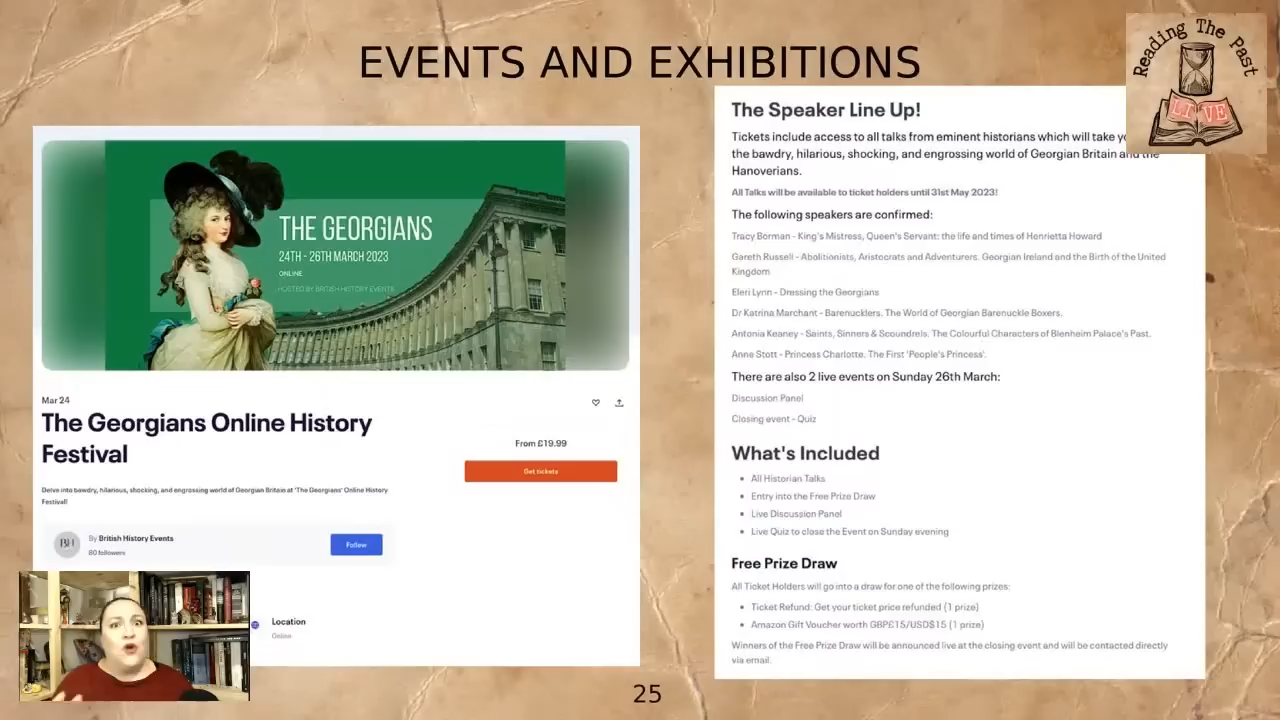 EVENTS AND EXHIBITIONS
Reading The Past
LIVE
THE GEORGIANS
24TH - 26TH MARCH 2023
ONLINE
HOSTED BY BRITISH HISTORY EVENTS
Mar 24
The Georgians Online History
Festival
From £19.99
Get tickets
Delve into bawdry, hilarious, shocking, and engrossing world of Georgian Britain at 'The Georgians' Online History
Festival!
BH
By British History Events
80 followers
Follow
Location
Online
The Speaker Line Up!
Tickets include access to all talks from eminent historians which will take
the bawdry, hilarious, shocking, and engrossing world of Georgian Britain and the
Hanoverians.
All Talks will be available to ticket holders until 31st May 2023!
The following speakers are confirmed:
Tracy Borman - King's Mistress, Queen's Servant: the life and times of Henrietta Howard
Gareth Russell - Abolitionists, Aristocrats and Adventurers. Georgian Ireland and the Birth of the United
Kingdom
Eleri Lynn - Dressing the Georgians
Dr Katrina Marchant - Barenucklers. The World of Georgian Barenuckle Boxers.
Antonia Keaney - Saints, Sinners & Scoundrels. The Colourful Characters of Blenheim Palace's Past.
Anne Stott - Princess Charlotte. The First 'People's Princess'.
There are also 2 live events on Sunday 26th March:
Discussion Panel
Closing event - Quiz
What's Included
• All Historian Talks
• Entry into the Free Prize Draw
• Live Discussion Panel
• Live Quiz to close the Event on Sunday evening
Free Prize Draw
All Ticket Holders will go into a draw for one of the following prizes:
• Ticket Refund: Get your ticket price refunded (1 prize)
• Amazon Gift Voucher worth GBP£15/USD$15 (1 prize)
Winners of the Free Prize Draw will be announced live at the closing event and will be contacted directly
via email.
25